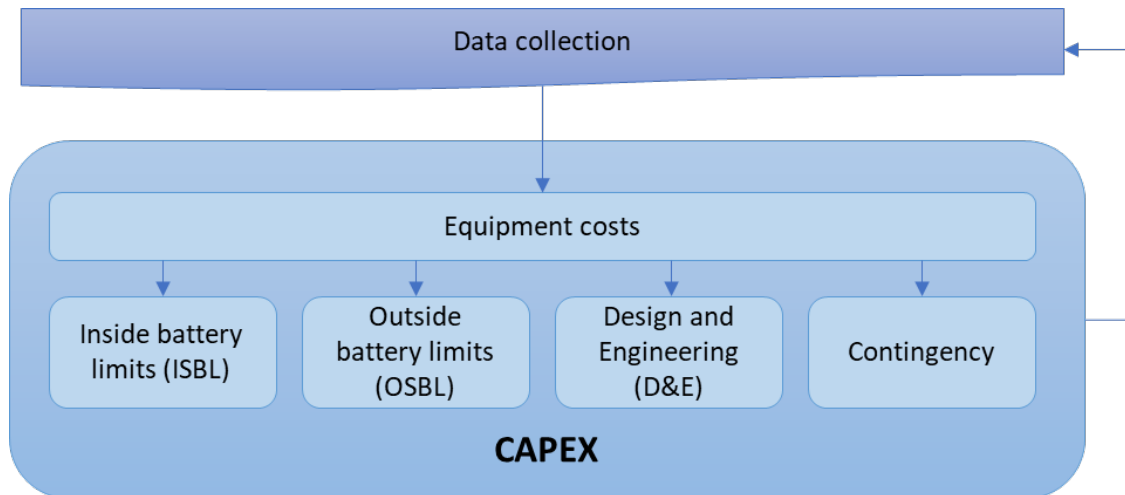 Data collection
Equipment costs
Inside battery
limits (ISBL)
Outside
battery limits
(OSBL)
Design and
Engineering
(D&E)
Contingency
CAPEX